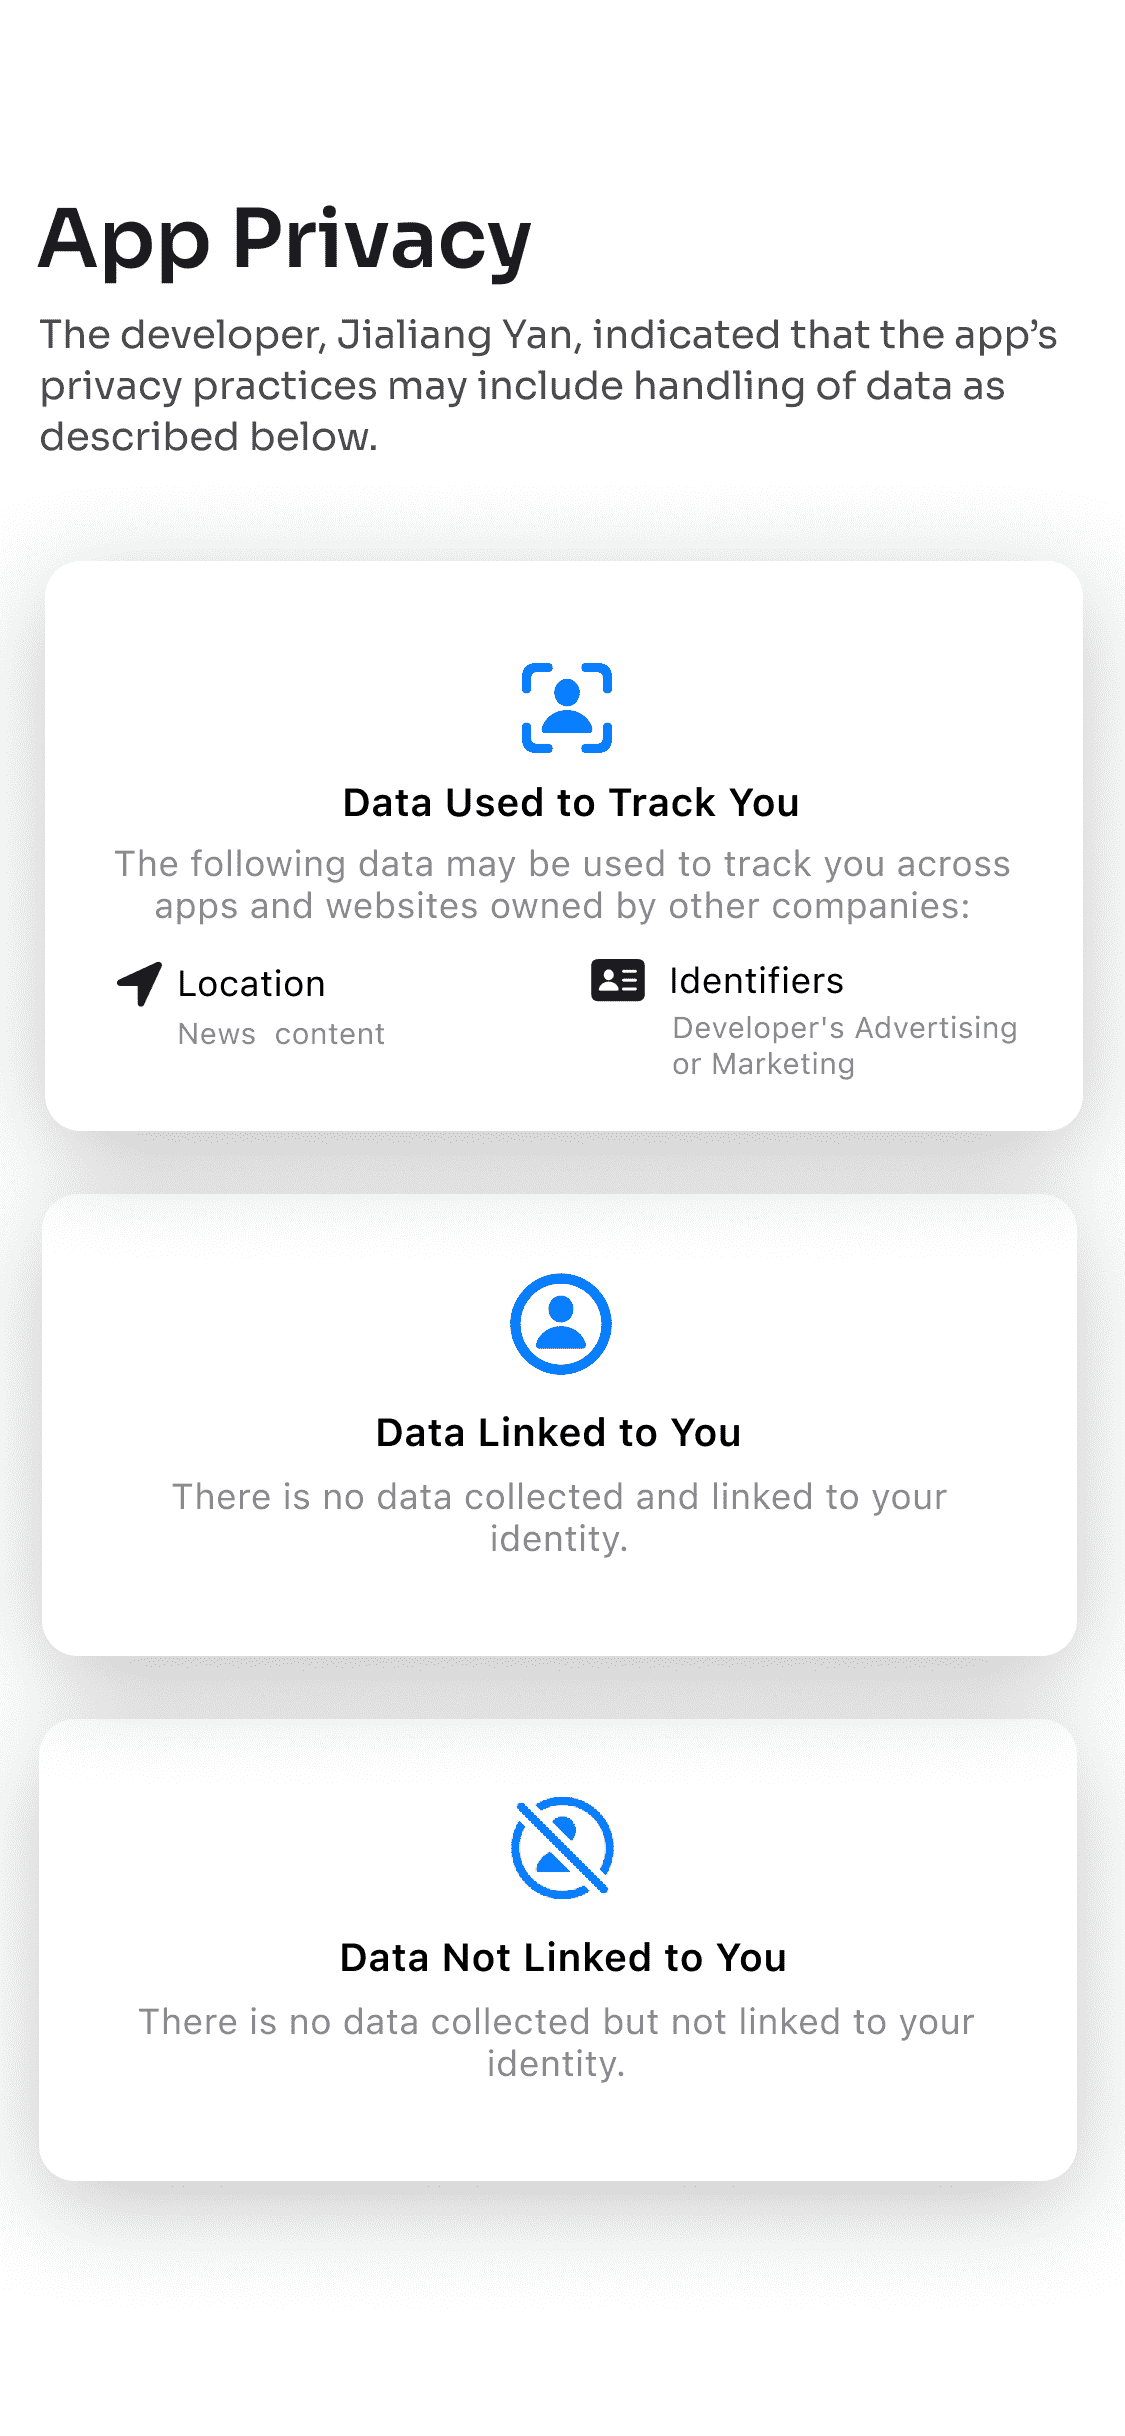 App Privacy
The developer, Jialiang Yan, indicated that the app’s
privacy practices may include handling of data as
described below.
Data Used to Track You
The following data may be used to track you across
apps and websites owned by other companies:
Location
News content
Identifiers
Developer's Advertising
or Marketing
Data Linked to You
There is no data collected and linked to your
identity.
Data Not Linked to You
There is no data collected but not linked to your
identity.